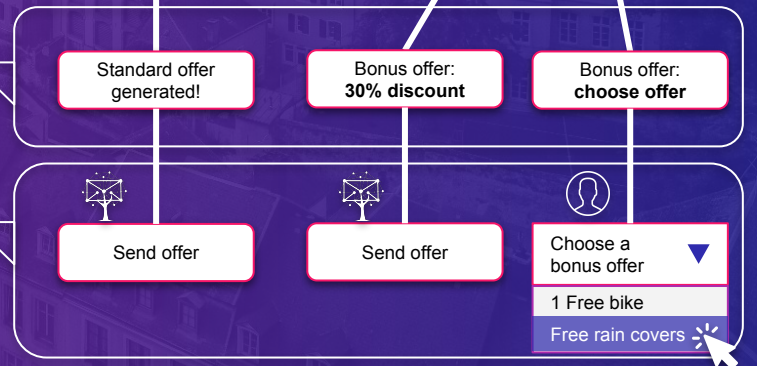 Standard offer
generated!
Bonus offer:
30% discount
Bonus offer:
choose offer
Send offer
Send offer
Choose a
bonus offer
1 Free bike
Free rain covers